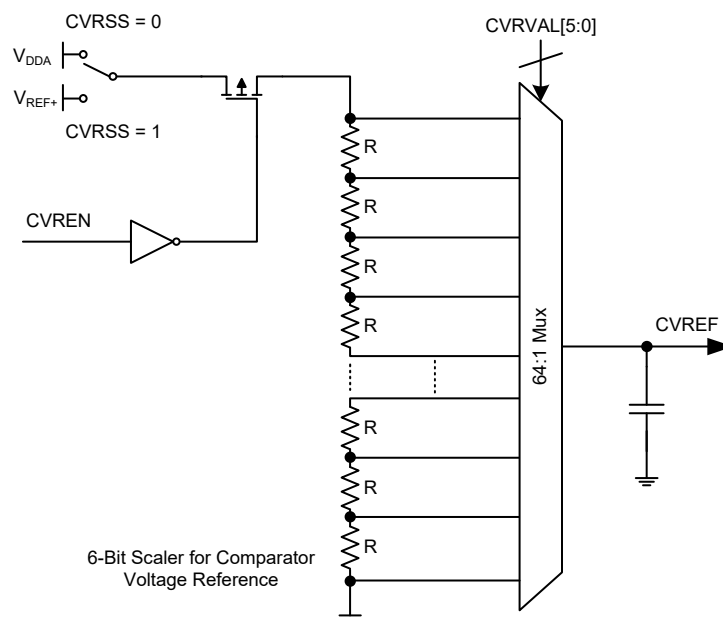 CVRSS = 0
CVRVAL[5:0]
VDDA
VREF+
CVRSS = 1
R
R
CVREN
R
R
CVREF
64:1 Mux
R
R
R
6-Bit Scaler for Comparator
Voltage Reference